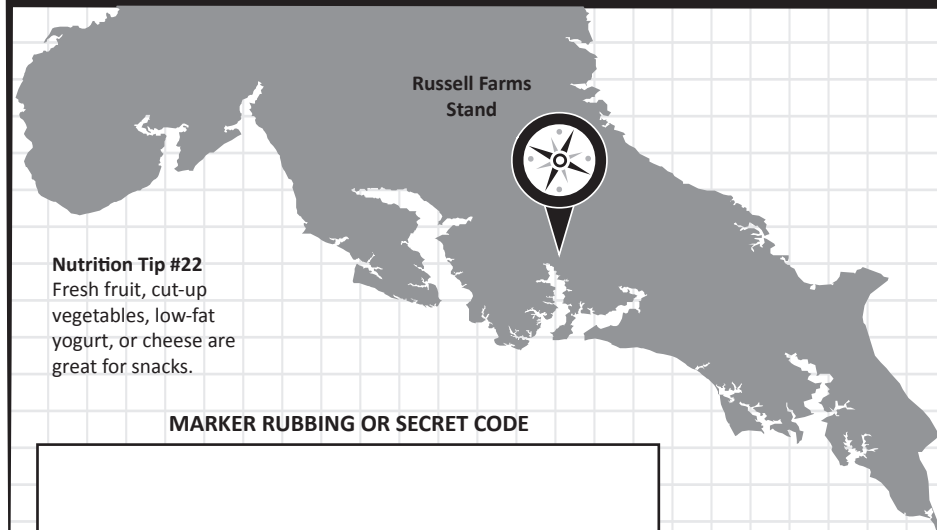 Russell Farms
Stand
Nutrition Tip #22
Fresh fruit, cut-up
vegetables, low-fat
yogurt, or cheese are
great for snacks.
MARKER RUBBING OR SECRET CODE